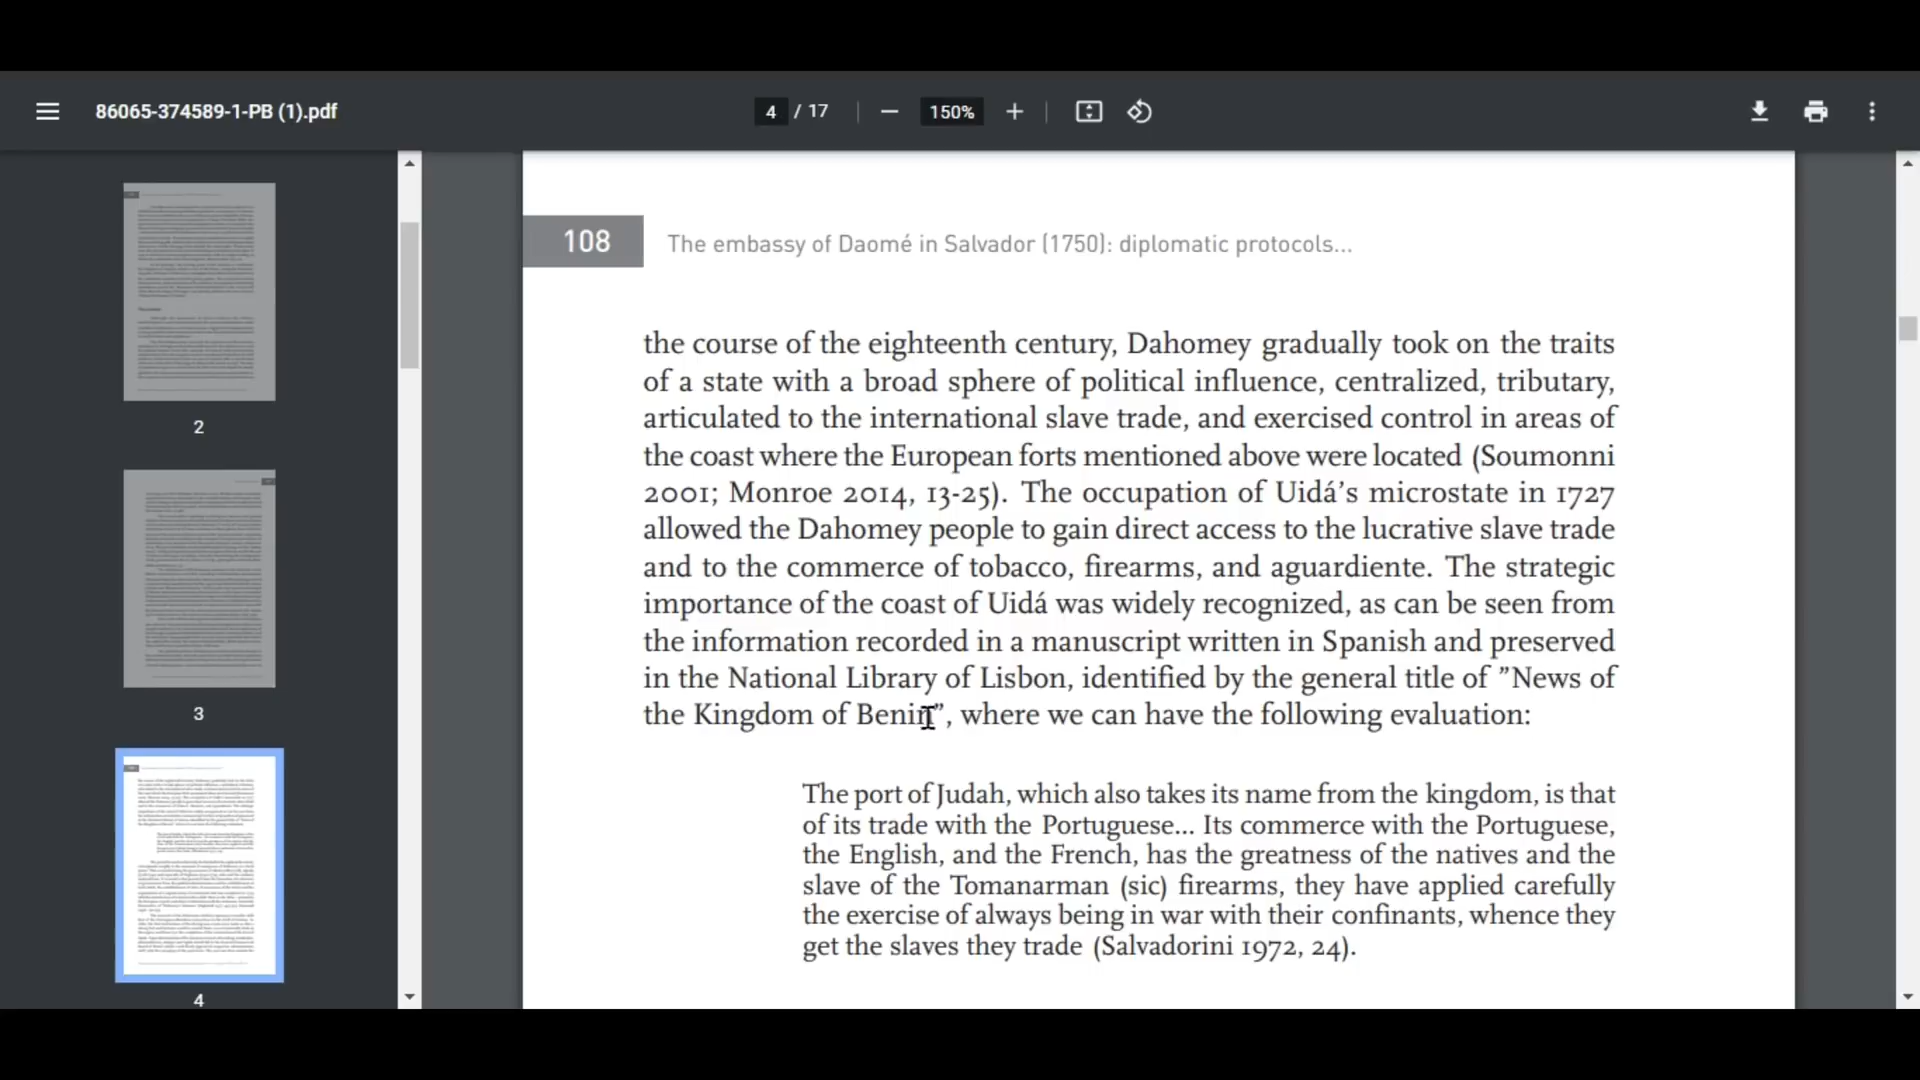 86065-374589-1-PB (1).pdf
4 / 17
150%
2
3
4
108
The embassy of Daomé in Salvador (1750): diplomatic protocols...
the course of the eighteenth century, Dahomey gradually took on the traits
of a state with a broad sphere of political influence, centralized, tributary,
articulated to the international slave trade, and exercised control in areas of
the coast where the European forts mentioned above were located (Soumonni
2001; Monroe 2014, 13-25). The occupation of Uidá’s microstate in 1727
allowed the Dahomey people to gain direct access to the lucrative slave trade
and to the commerce of tobacco, firearms, and aguardiente. The strategic
importance of the coast of Uidá was widely recognized, as can be seen from
the information recorded in a manuscript written in Spanish and preserved
in the National Library of Lisbon, identified by the general title of ”News of
the Kingdom of Benin”, where we can have the following evaluation:
The port of Judah, which also takes its name from the kingdom, is that
of its trade with the Portuguese... Its commerce with the Portuguese,
the English, and the French, has the greatness of the natives and the
slave of the Tomanarman (sic) firearms, they have applied carefully
the exercise of always being in war with their confinants, whence they
get the slaves they trade (Salvadorini 1972, 24).